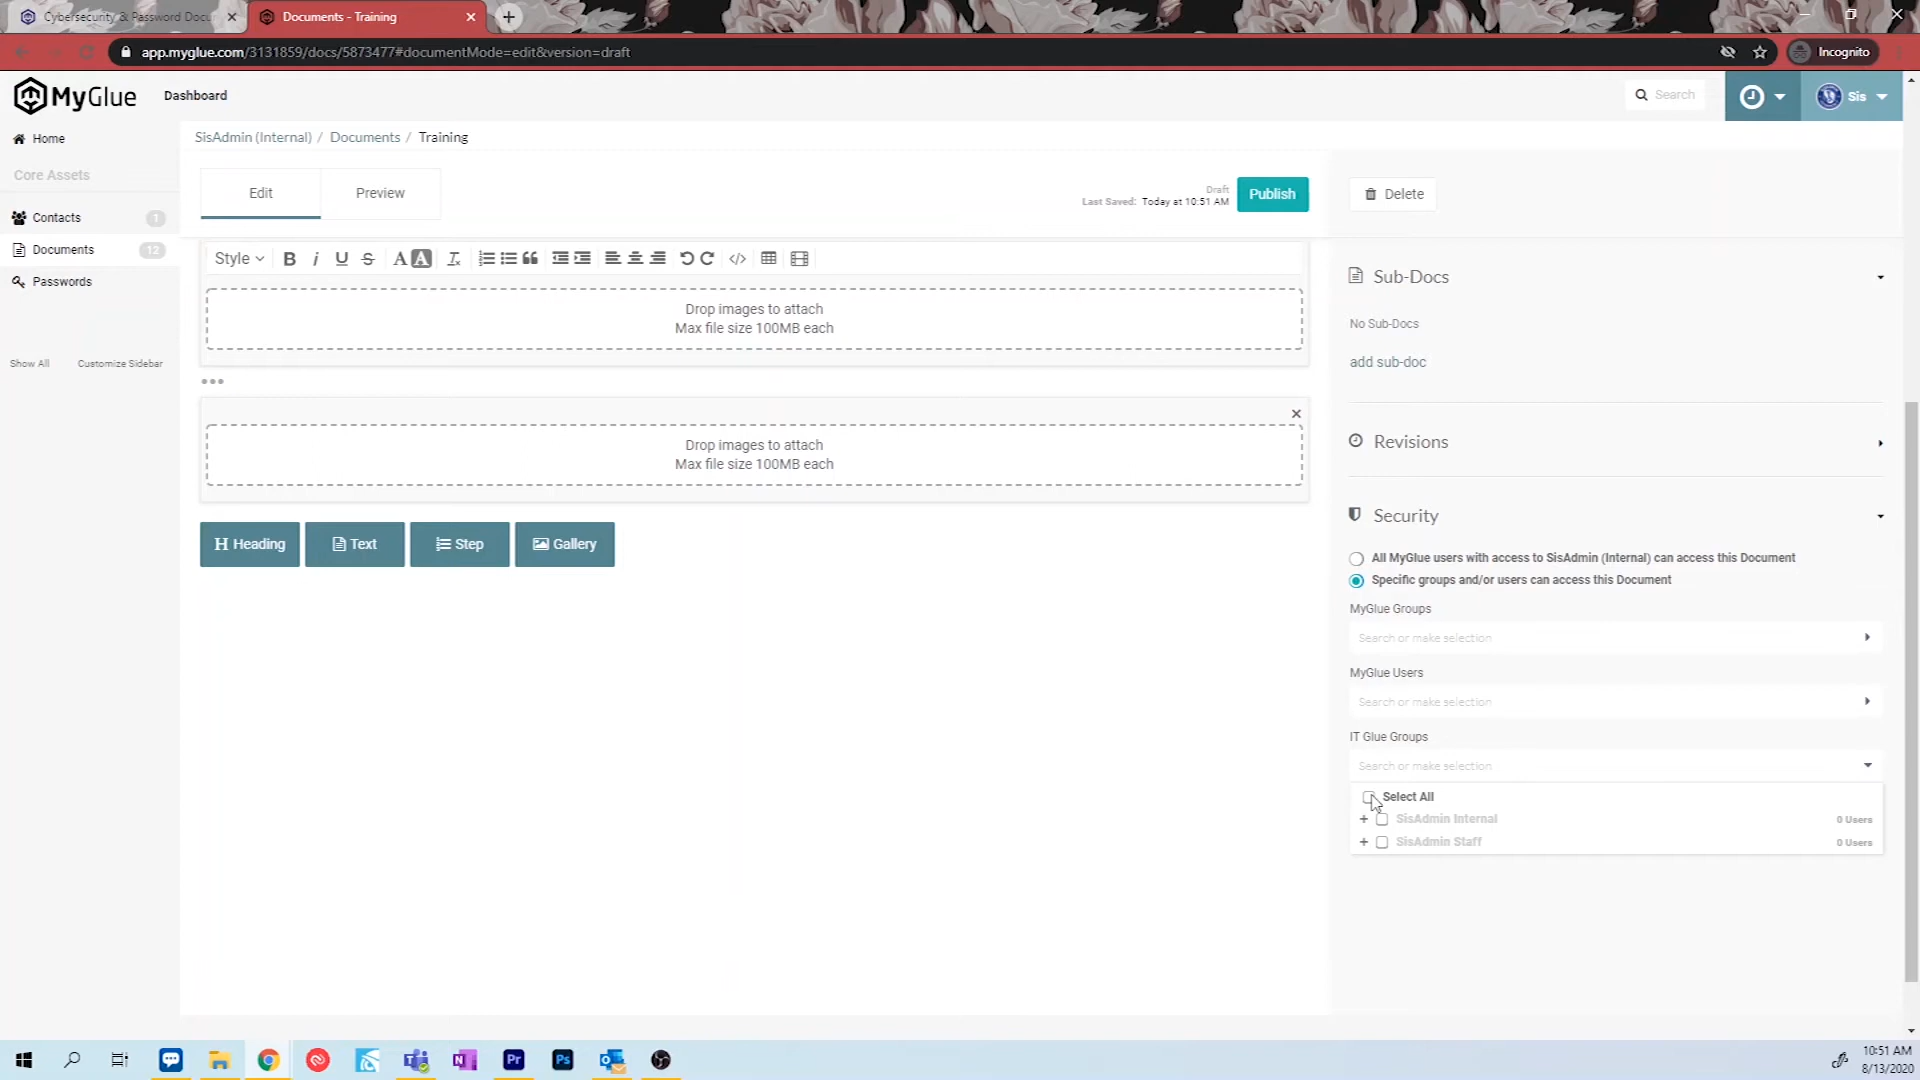 Cybersecurity & Password Docu
Documents - Training
app.myglue.com/3131859/docs/5873477#documentMode=edit&version=draft
Incognito
MyGlue
Dashboard
Search
Sis
Home
SisAdmin (Internal) / Documents / Training
Core Assets
Edit
Preview
Draft
Last Saved: Today at 10:51 AM
Publish
Delete
Contacts 1
Documents 12
Passwords
Show All
Customize Sidebar
Style
Drop images to attach
Max file size 100MB each
Drop images to attach
Max file size 100MB each
Heading
Text
Step
Gallery
Sub-Docs
No Sub-Docs
add sub-doc
Revisions
Security
All MyGlue users with access to SisAdmin (Internal) can access this Document
Specific groups and/or users can access this Document
MyGlue Groups
Search or make selection
MyGlue Users
Search or make selection
IT Glue Groups
Search or make selection
Select All
SisAdmin Internal 0 Users
SisAdmin Staff 0 Users
10:51 AM
8/13/2020